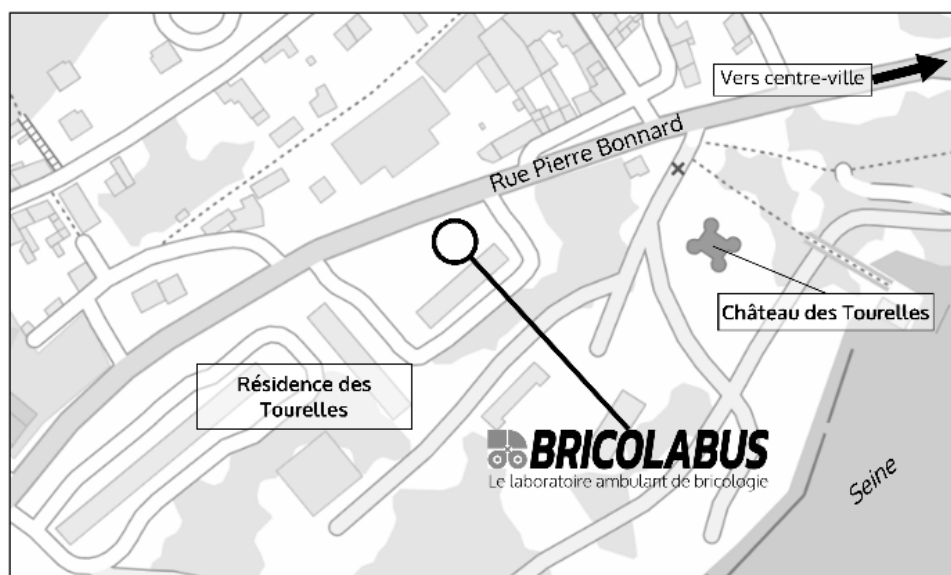 Vers centre-ville
Rue Pierre Bonnard
Château des Tourelles
Résidence des
Tourelles
BRICOLABUS
Le laboratoire ambulant de bricologie
Seine